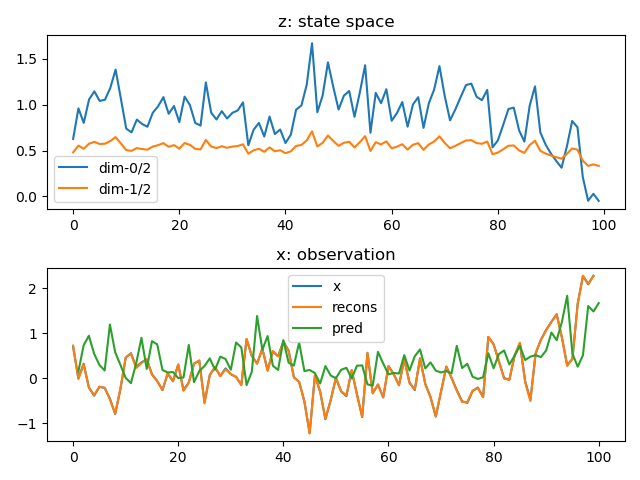 z: state space
1.5
1.0
0.5
0.0
dim-0/2
dim-1/2
0 20 40 60 80 100
x: observation
2
1
0
−1
x
recons
pred
0 20 40 60 80 100